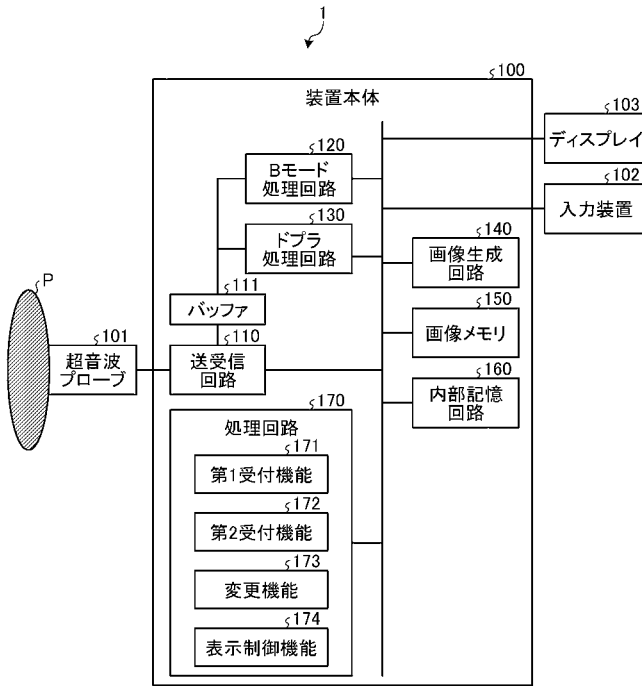 1
100
装置本体
103
ディスプレイ
120
Bモード
処理回路
102
入力装置
130
ドプラ
処理回路
140
画像生成
回路
P
111
バッファ
150
画像メモリ
101
超音波
プローブ
110
送受信
回路
160
内部記憶
回路
170
処理回路
171
第1受付機能
172
第2受付機能
173
変更機能
174
表示制御機能